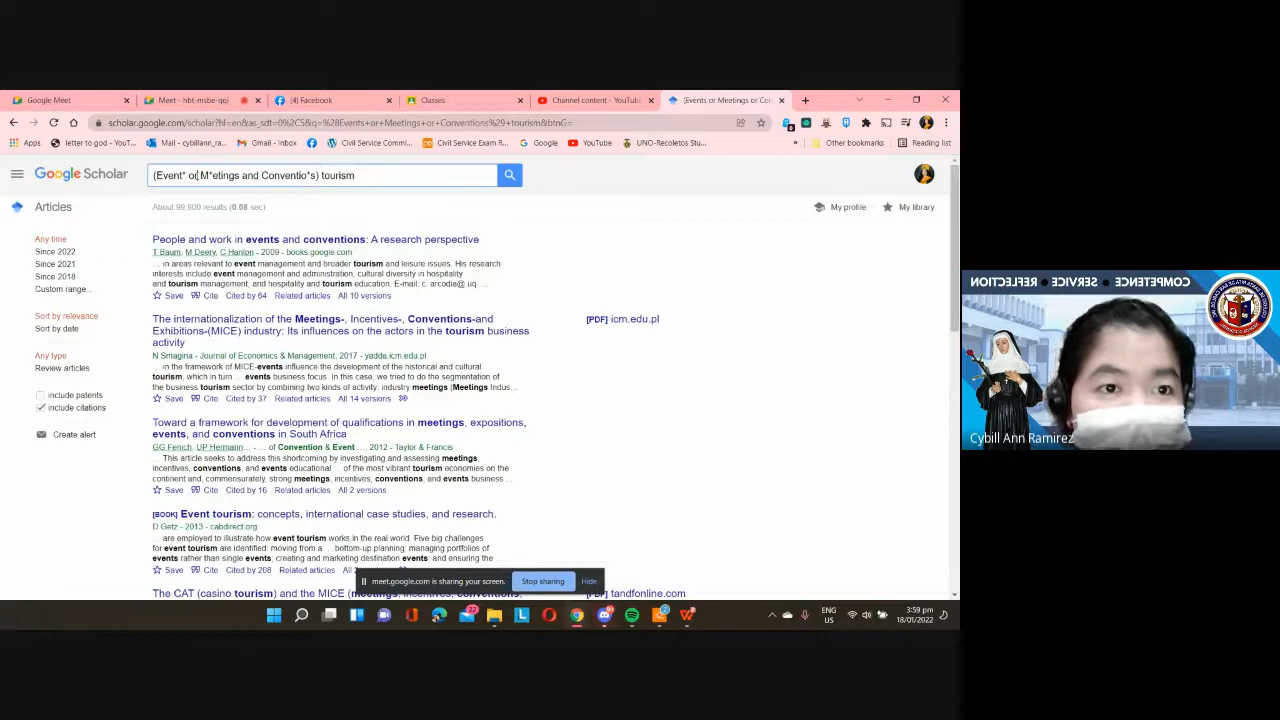 Google Meet
Meet - hbt-msbe-qqi
(4) Facebook
Classes
Channel content - YouTube
(Events or Meetings or Con
scholar.google.com/scholar?hl=en&as_sdt=0%2C5&q=%28Events+or+Meetings+or+Conventions%29+tourism&btnG=
Apps
letter to god - YouT...
Mail - cybillann_ra...
Gmail - Inbox
Civil Service Commi...
Civil Service Exam R...
Google
YouTube
UNO-Recoletos Stu...
Other bookmarks
Reading list
Google Scholar
(Event* or M*etings and Conventio*s) tourism
Articles
About 99,900 results (0.08 sec)
My profile
My library
Any time
Since 2022
Since 2021
Since 2018
Custom range...
Sort by relevance
Sort by date
Any type
Review articles
include patents
include citations
Create alert
People and work in events and conventions: A research perspective
T Baum, M Deery, C Hanlon - 2009 - books.google.com
... in areas relevant to event management and broader tourism and leisure issues. His research
interests include event management and administration, cultural diversity in hospitality
and tourism management, and hospitality and tourism education. E-mail: c. arcodia@ uq ...
Save Cite Cited by 64 Related articles All 10 versions
The internationalization of the Meetings-, Incentives-, Conventions-and
Exhibitions-(MICE) industry: Its influences on the actors in the tourism business
activity
[PDF] icm.edu.pl
N Smagina - Journal of Economics & Management, 2017 - yadda.icm.edu.pl
... in the framework of MICE-events influence the development of the historical and cultural
tourism, which in turn ... events business focus. In this case, we tried to do the segmentation of
the business tourism sector by combining two kinds of activity: industry meetings (Meetings Indus...
Save Cite Cited by 37 Related articles All 14 versions
Toward a framework for development of qualifications in meetings, expositions,
events, and conventions in South Africa
GG Fenich, UP Hermann... - ... of Convention & Event ..., 2012 - Taylor & Francis
... This article seeks to address this shortcoming by investigating and assessing meetings,
incentives, conventions, and events educational ... of the most vibrant tourism economies on the
continent and, commensurately, strong meetings, incentives, conventions, and events business ...
Save Cite Cited by 16 Related articles All 2 versions
[BOOK] Event tourism: concepts, international case studies, and research.
D Getz - 2013 - cabdirect.org
... are employed to illustrate how event tourism works in the real world. Five big challenges
for event tourism are identified: moving from a ... bottom-up planning; managing portfolios of
events rather than single events; creating and marketing destination events, and ensuring the ...
Save Cite Cited by 208 Related articles All
The CAT (casino tourism) and the MICE (meetings, incentives, conventions,
[PDF] tandfonline.com
meet.google.com is sharing your screen.
Stop sharing
Hide
ENG
US
3:59 pm
18/01/2022
COMPETENCE • SERVICE • REFLECTION
Cybill Ann Ramirez